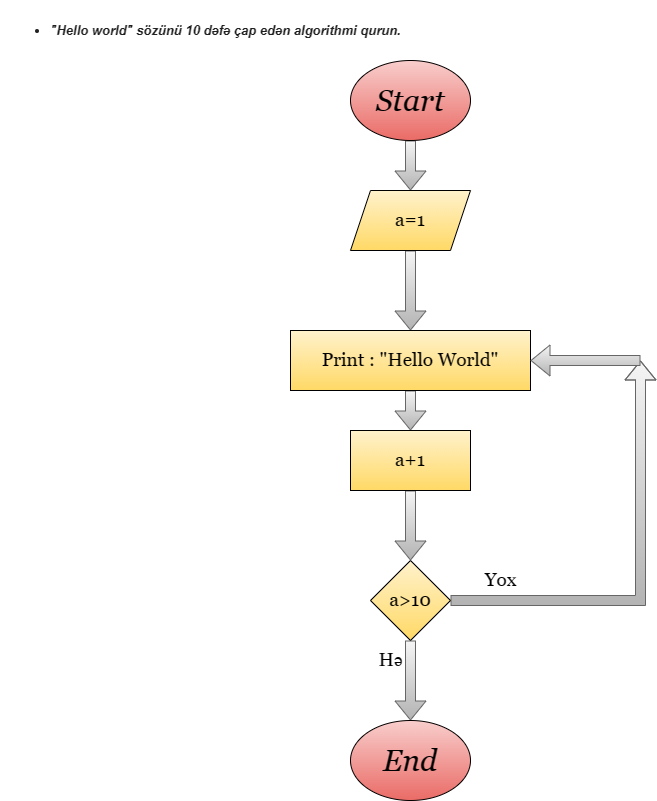 "Hello world" sözünü 10 dəfə çap edən algorithmi qurun.
Start
a=1
Print : "Hello World"
a+1
a>10
Yox
Hə
End